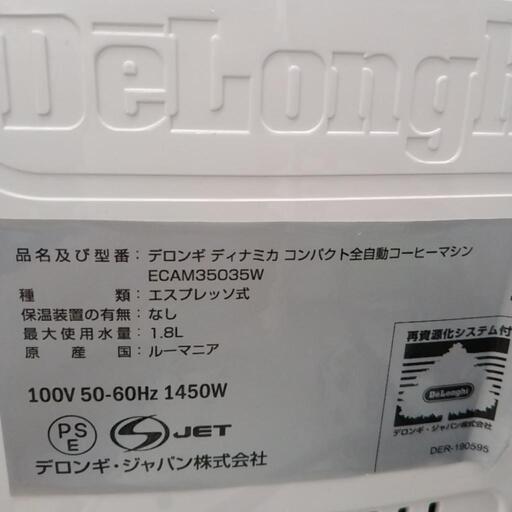 DeLonghi
品名及び型番：デロンギ ディナミカ コンパクト全自動コーヒーマシン
ECAM35035W
種類：エスプレッソ式
保温装置の有無：なし
最大使用水量：1.8L
原産国：ルーマニア
100V 50-60Hz 1450W
PS
E
JET
デロンギ・ジャパン株式会社
再資源化システム付
DeLonghi
デロンギ・ジャパン㈱
DER-190595